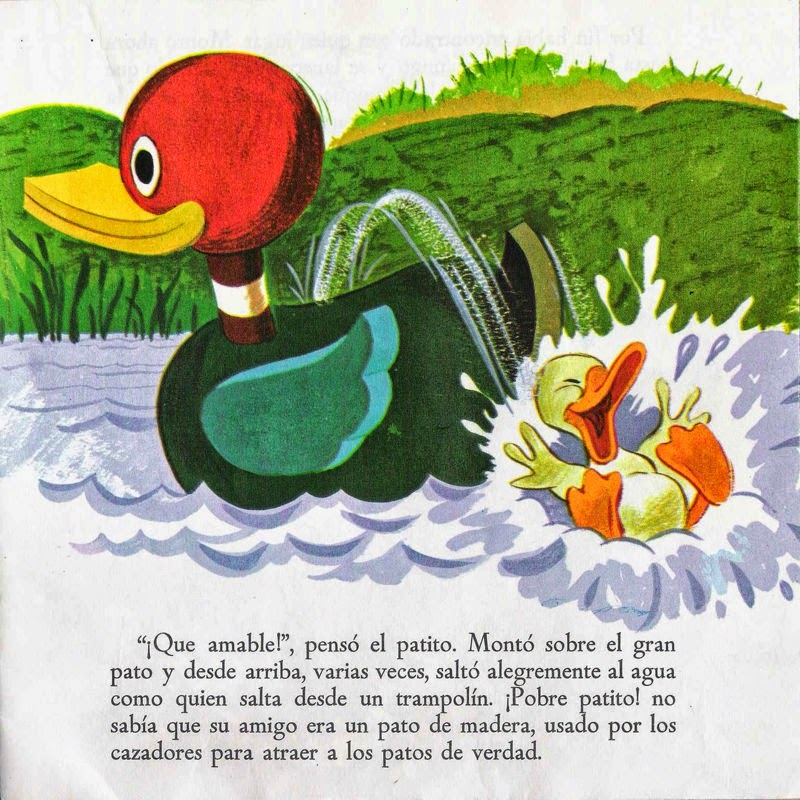 “¡Que amable!”, pensó el patito. Montó sobre el gran
pato y desde arriba, varias veces, saltó alegremente al agua
como quien salta desde un trampolín. ¡Pobre patito! no
sabía que su amigo era un pato de madera, usado por los
cazadores para atraer a los patos de verdad.